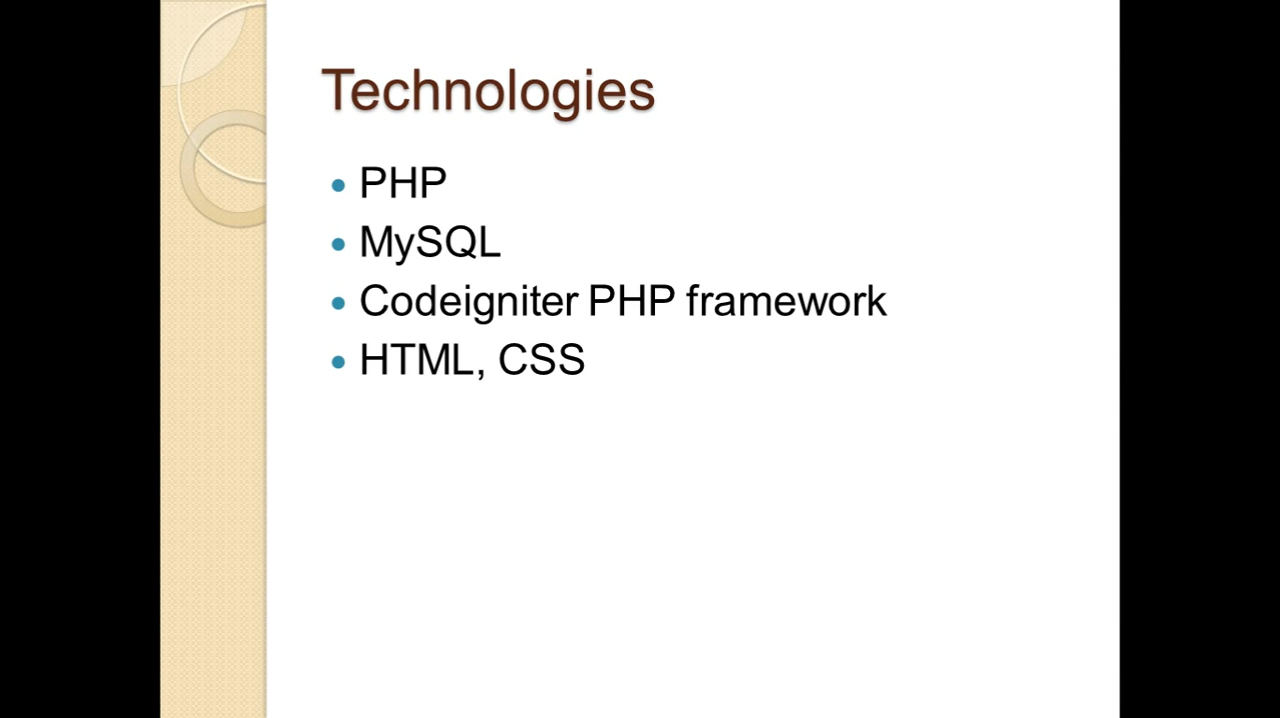 Technologies
PHP
MySQL
Codeigniter PHP framework
HTML, CSS